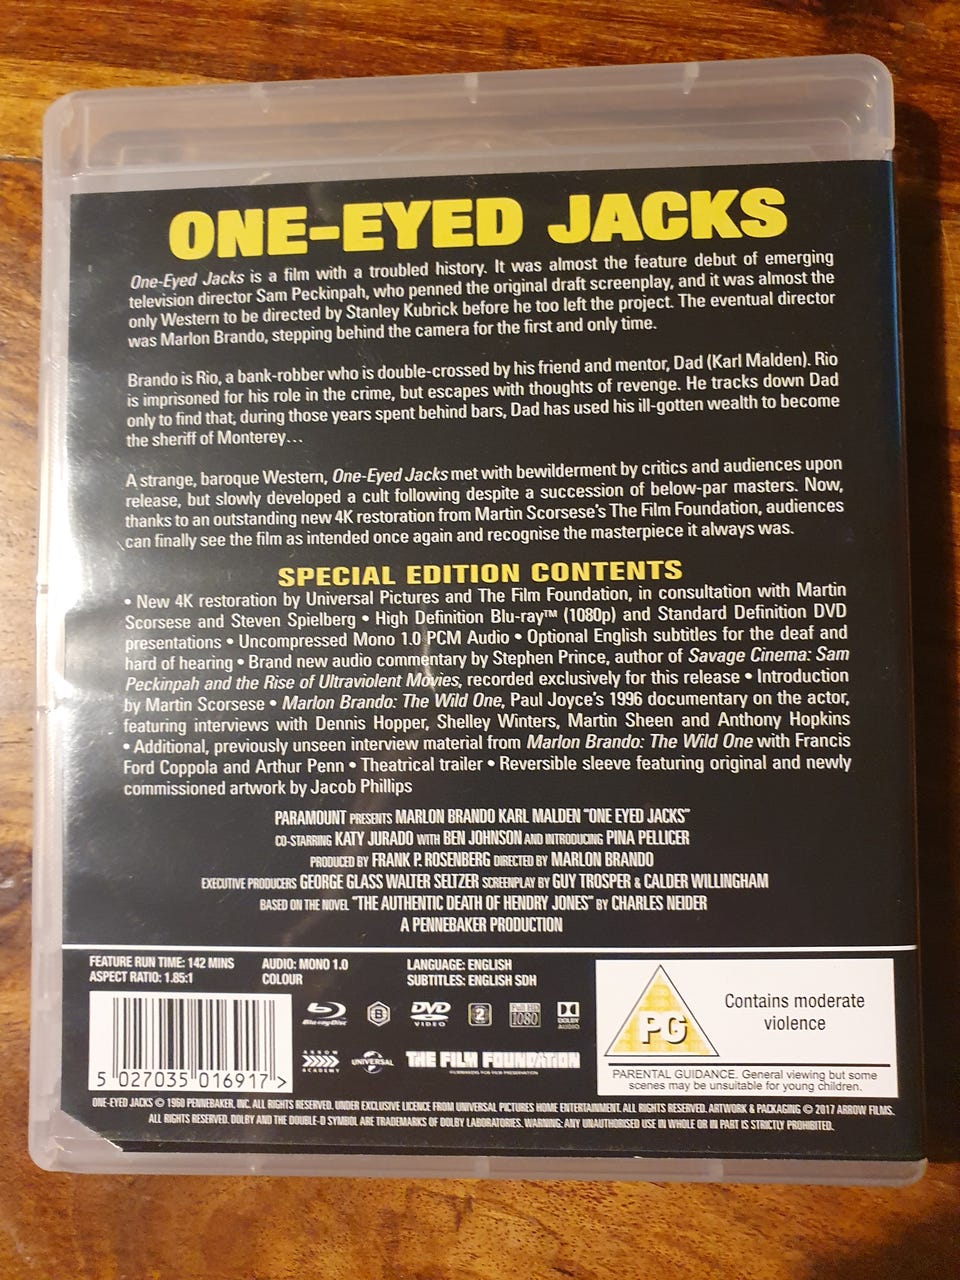 ONE-EYED JACKS
One-Eyed Jacks is a film with a troubled history. It was almost the feature debut of emerging
television director Sam Peckinpah, who penned the original draft screenplay, and it was almost the
only Western to be directed by Stanley Kubrick before he too left the project. The eventual director
was Marlon Brando, stepping behind the camera for the first and only time.
Brando is Rio, a bank-robber who is double-crossed by his friend and mentor, Dad (Karl Malden). Rio
is imprisoned for his role in the crime, but escapes with thoughts of revenge. He tracks down Dad
only to find that, during those years spent behind bars, Dad has used his ill-gotten wealth to become
the sheriff of Monterey...
A strange, baroque Western, One-Eyed Jacks met with bewilderment by critics and audiences upon
release, but slowly developed a cult following despite a succession of below-par masters. Now,
thanks to an outstanding new 4K restoration from Martin Scorsese's The Film Foundation, audiences
can finally see the film as intended once again and recognise the masterpiece it always was.
SPECIAL EDITION CONTENTS
• New 4K restoration by Universal Pictures and The Film Foundation, in consultation with Martin
Scorsese and Steven Spielberg • High Definition Blu-ray™ (1080p) and Standard Definition DVD
presentations • Uncompressed Mono 1.0 PCM Audio • Optional English subtitles for the deaf and
hard of hearing • Brand new audio commentary by Stephen Prince, author of Savage Cinema: Sam
Peckinpah and the Rise of Ultraviolent Movies, recorded exclusively for this release • Introduction
by Martin Scorsese • Marlon Brando: The Wild One, Paul Joyce's 1996 documentary on the actor,
featuring interviews with Dennis Hopper, Shelley Winters, Martin Sheen and Anthony Hopkins
• Additional, previously unseen interview material from Marlon Brando: The Wild One with Francis
Ford Coppola and Arthur Penn • Theatrical trailer • Reversible sleeve featuring original and newly
commissioned artwork by Jacob Phillips
PARAMOUNT PRESENTS MARLON BRANDO KARL MALDEN "ONE EYED JACKS"
CO-STARRING KATY JURADO WITH BEN JOHNSON AND INTRODUCING PINA PELLICER
PRODUCED BY FRANK P. ROSENBERG DIRECTED BY MARLON BRANDO
EXECUTIVE PRODUCERS GEORGE GLASS WALTER SELTZER SCREENPLAY BY GUY TROSPER & CALDER WILLINGHAM
BASED ON THE NOVEL "THE AUTHENTIC DEATH OF HENDRY JONES" BY CHARLES NEIDER
A PENNEBAKER PRODUCTION
FEATURE RUN TIME: 142 MINS
ASPECT RATIO: 1.85:1
AUDIO: MONO 1.0
COLOUR
LANGUAGE: ENGLISH
SUBTITLES: ENGLISH SDH
Blu-ray Disc
B
DVD VIDEO
2
Full HD 1080
DOLBY AUDIO
ARROW ACADEMY
UNIVERSAL
THE FILM FOUNDATION
FILMMAKERS FOR FILM PRESERVATION
5 027035 016917 >
PG
Contains moderate
violence
PARENTAL GUIDANCE. General viewing but some
scenes may be unsuitable for young children.
ONE-EYED JACKS © 1960 PENNEBAKER, INC. ALL RIGHTS RESERVED. UNDER EXCLUSIVE LICENCE FROM UNIVERSAL PICTURES HOME ENTERTAINMENT. ALL RIGHTS RESERVED. ARTWORK & PACKAGING © 2017 ARROW FILMS.
ALL RIGHTS RESERVED. DOLBY AND THE DOUBLE-D SYMBOL ARE TRADEMARKS OF DOLBY LABORATORIES. WARNING: ANY UNAUTHORISED USE IN WHOLE OR IN PART IS STRICTLY PROHIBITED.